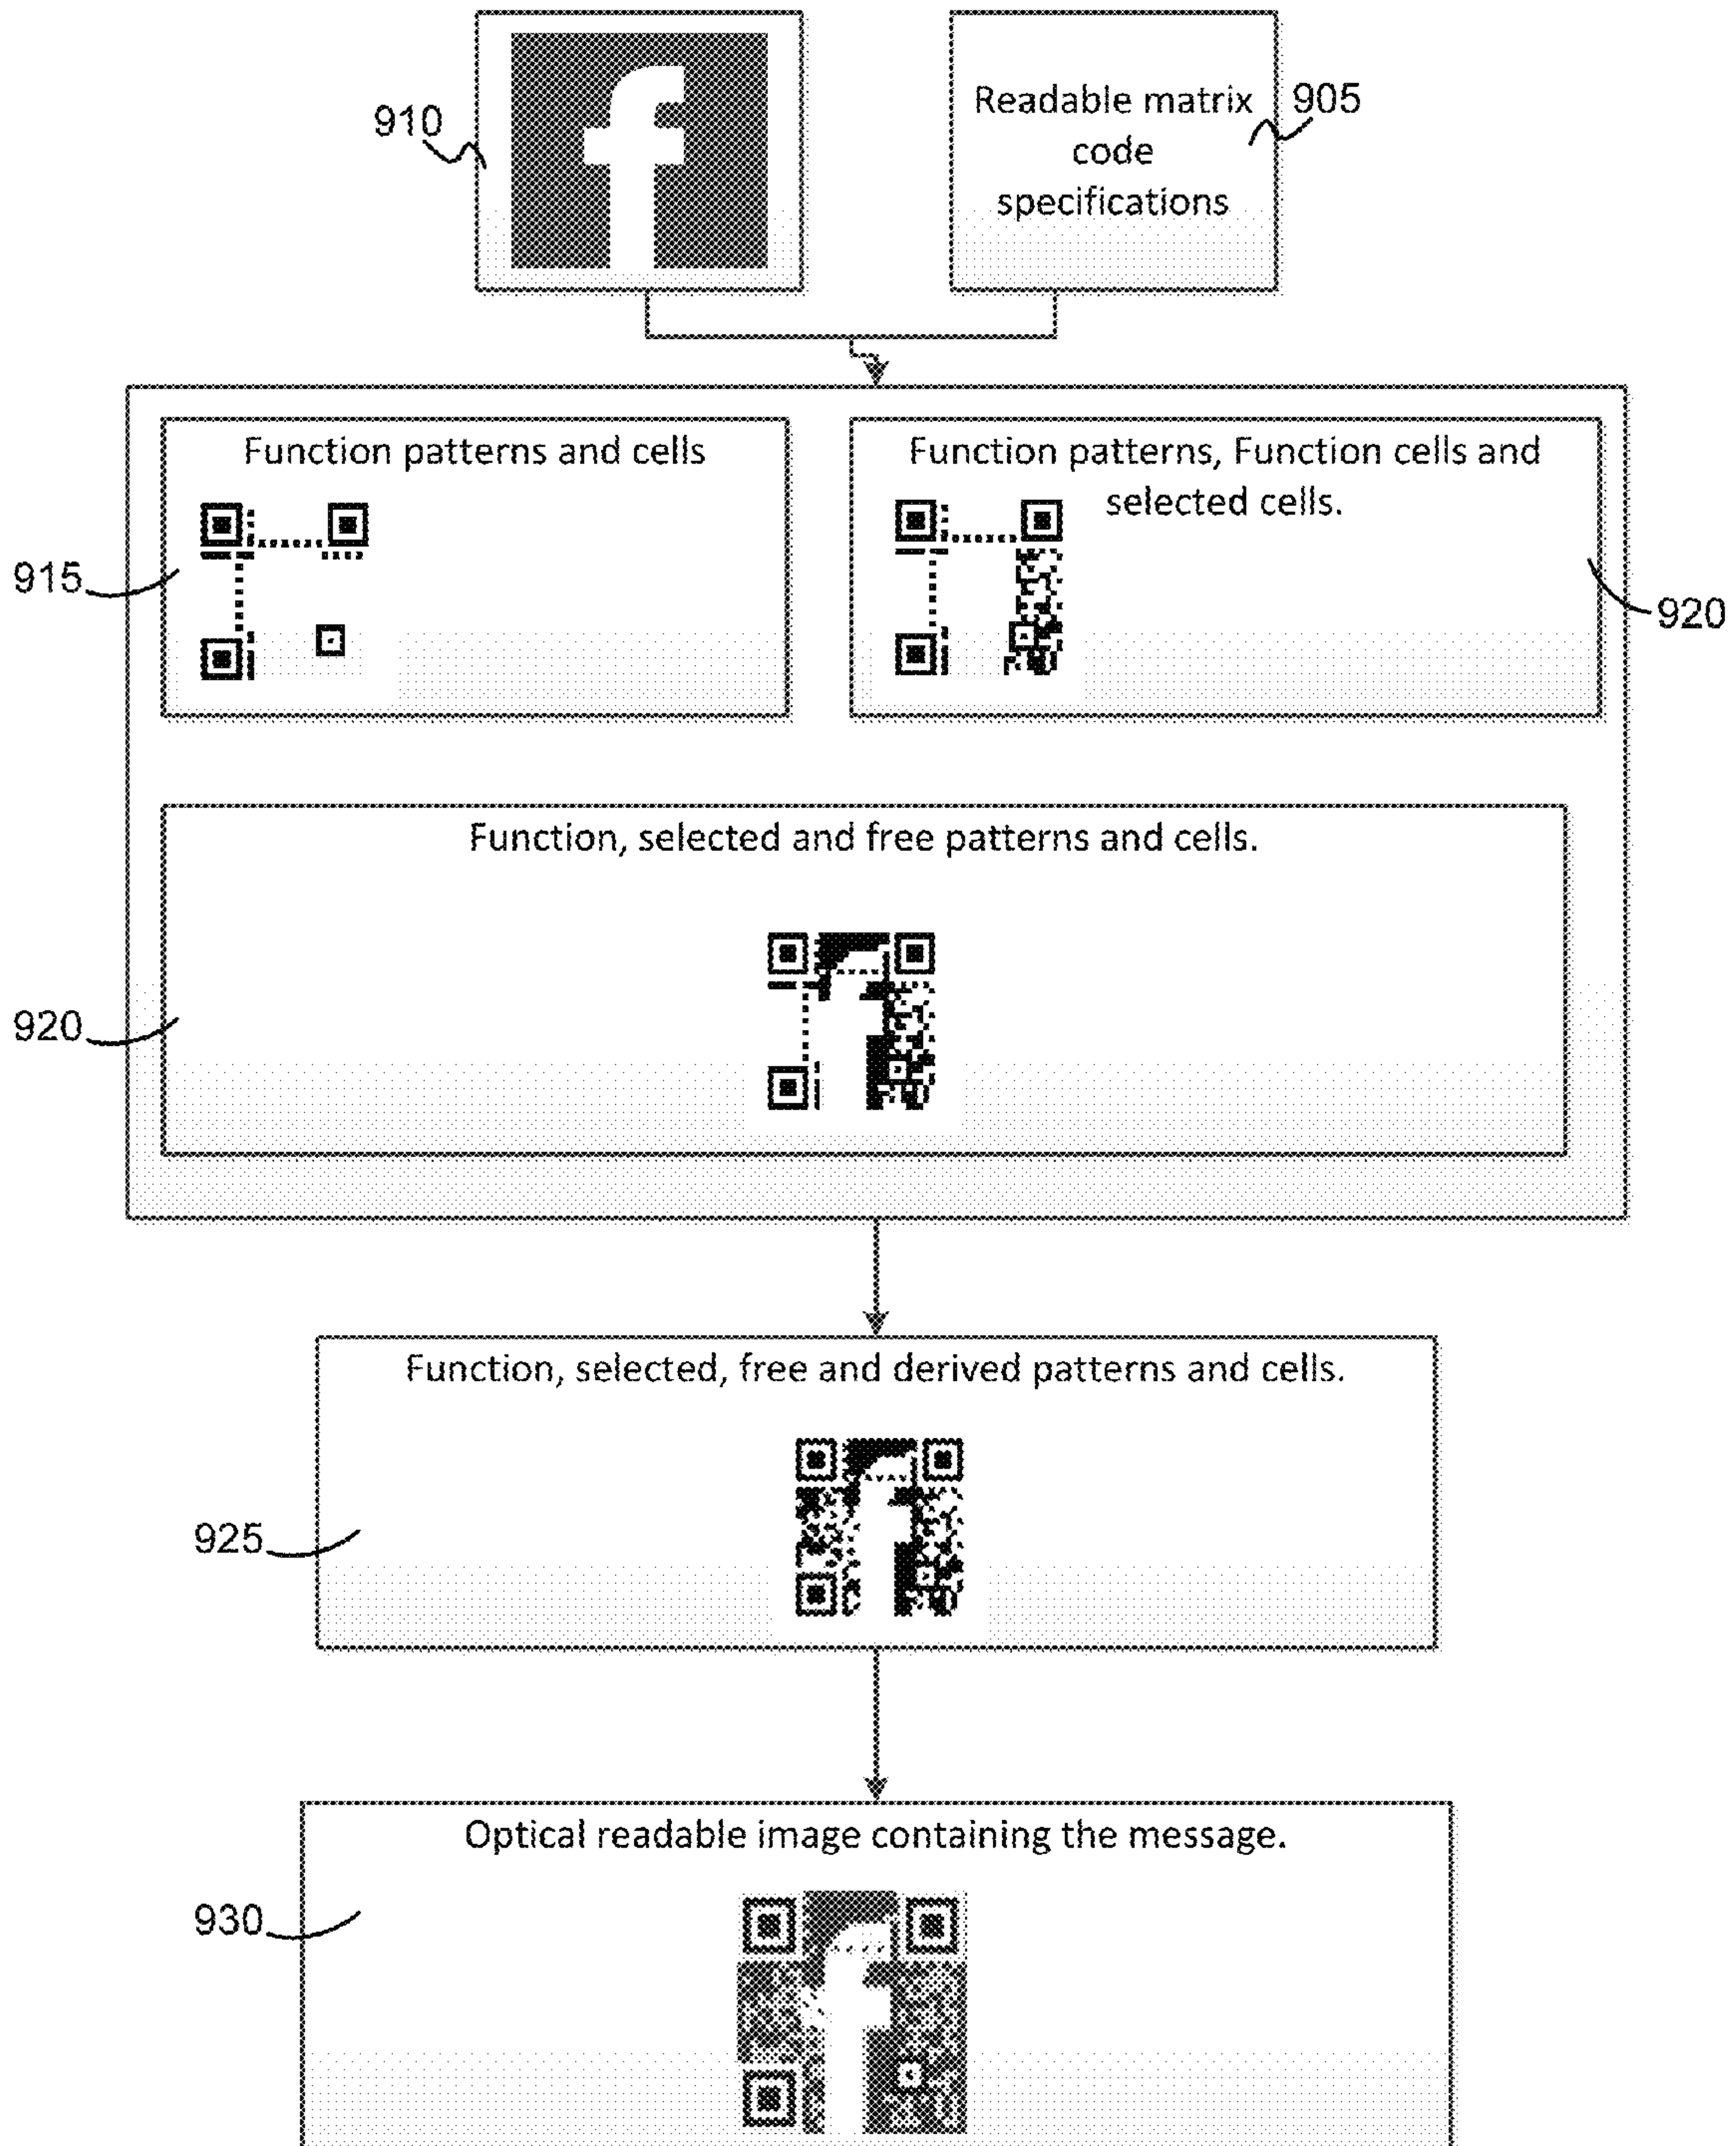 910
Readable matrix
code
specifications
905
Function patterns and cells
Function patterns, Function cells and
selected cells.
915
920
Function, selected and free patterns and cells.
920
Function, selected, free and derived patterns and cells.
925
Optical readable image containing the message.
930